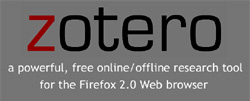 zotero
a powerful, free online/offline research tool
for the Firefox 2.0 Web browser